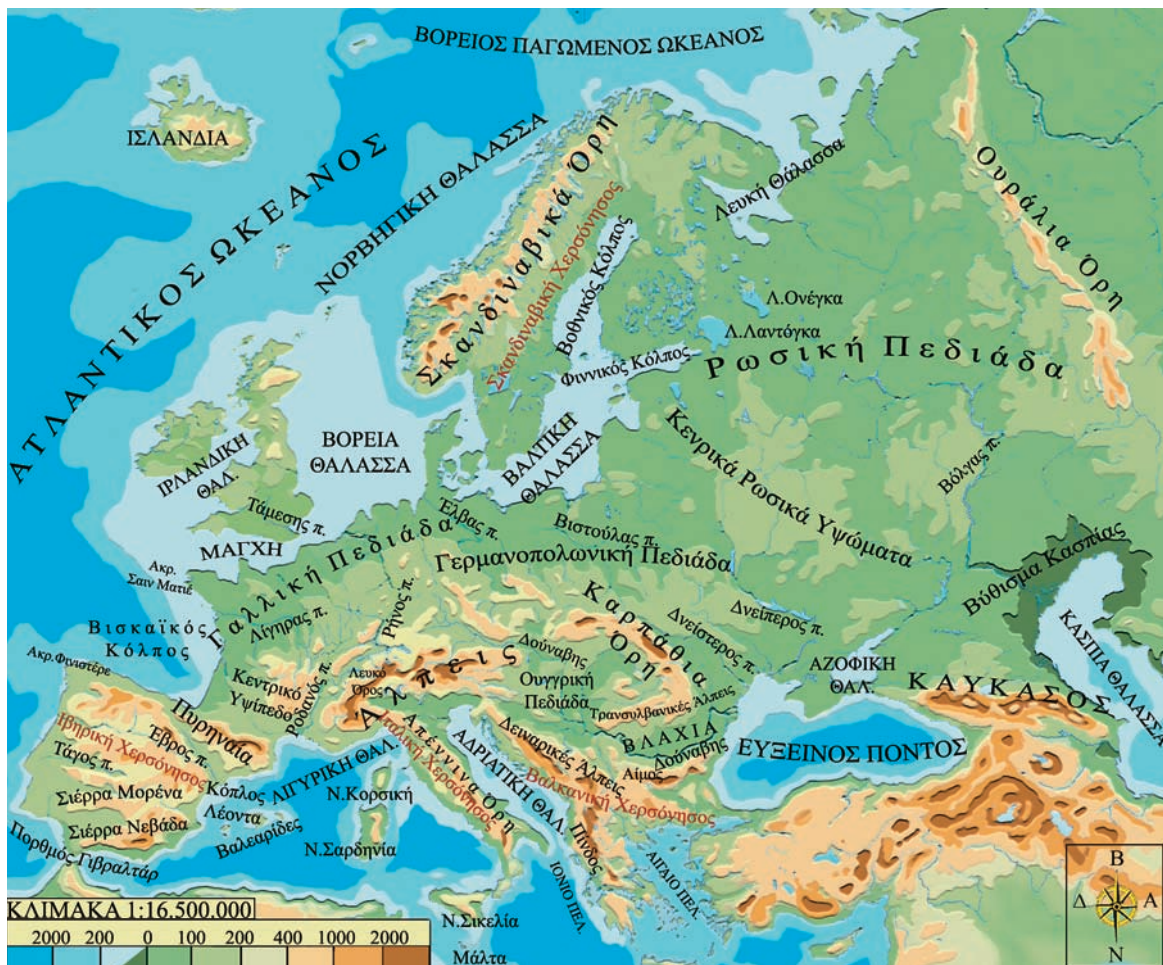 ΒΟΡΕΙΟΣ ΠΑΓΩΜΕΝΟΣ ΩΚΕΑΝΟΣ
ΙΣΛΑΝΔΙΑ
ΑΤΛΑΝΤΙΚΟΣ ΩΚΕΑΝΟΣ
ΝΟΡΒΗΓΙΚΗ ΘΑΛΑΣΣΑ
Σκανδιναβικά Όρη
Σκανδιναβική Χερσόνησος
Λευκή Θάλασσα
Ουράλια Όρη
Βοθνικός Κόλπος
Λ.Ονέγκα
Λ.Λαντόγκα
Φιννικός Κόλπος
Ρωσική Πεδιάδα
ΒΟΡΕΙΑ
ΘΑΛΑΣΣΑ
ΙΡΛΑΝΔΙΚΗ
ΘΑΛ.
ΒΑΛΤΙΚΗ
ΘΑΛΑΣΣΑ
Κενρικά Ρωσικά Υψώματα
Βόλγας π.
Τάμεσης π.
ΜΑΓΧΗ
Έλβας π.
Βιστούλας π.
Γαλλική Πεδιάδα
Γερμανοπολωνική Πεδιάδα
Βύθισμα Κασπίας
Ακρ.
Σαιν Ματιέ
Λίγηρας π.
Ρήνος π.
Καρπάθια
Όρη
Δνείστερος π.
Δνείπερος π.
Βισκαϊκός
Κόλπος
Ακρ.Φινιστέρε
Κεντρικό
Υψίπεδο
Ροδανός π.
Λευκό
Όρος
Άλπεις
Δούναβης
Ουγγρική
Πεδιάδα
Τρανσυλβανικές Άλπεις
ΑΖΟΦΙΚΗ
ΘΑΛ.
ΚΑΥΚΑΣΟΣ
ΚΑΣΠΙΑ ΘΑΛΑΣΣΑ
Πυρηναία
Ιβηρική Χερσόνησος
Έβρος π.
Τάγος π.
ΛΙΓΥΡΙΚΗ ΘΑΛ.
Ιταλική Χερσόνησος
Απέννινα Όρη
ΑΔΡΙΑΤΙΚΗ ΘΑΛ.
Δειναρικές Άλπεις
ΒΛΑΧΙΑ
Δούναβης
Αίμος
Βαλκανική Χερσόνησος
ΕΥΞΕΙΝΟΣ ΠΟΝΤΟΣ
Σιέρρα Μορένα
Κόπλος
Λέοντα
Ν.Κορσική
Σιέρρα Νεβάδα
Βαλεαρίδες
Ν.Σαρδηνία
Πίνδος
Πορθμός Γιβραλτάρ
ΙΟΝΙΟ ΠΕΛ.
ΑΙΓΑΙΟ ΠΕΛ.
Ν.Σικελία
Μάλτα
ΚΛΙΜΑΚΑ 1:16.500.000
2000 200 0 100 200 400 1000 2000
Β
Δ Α
Ν